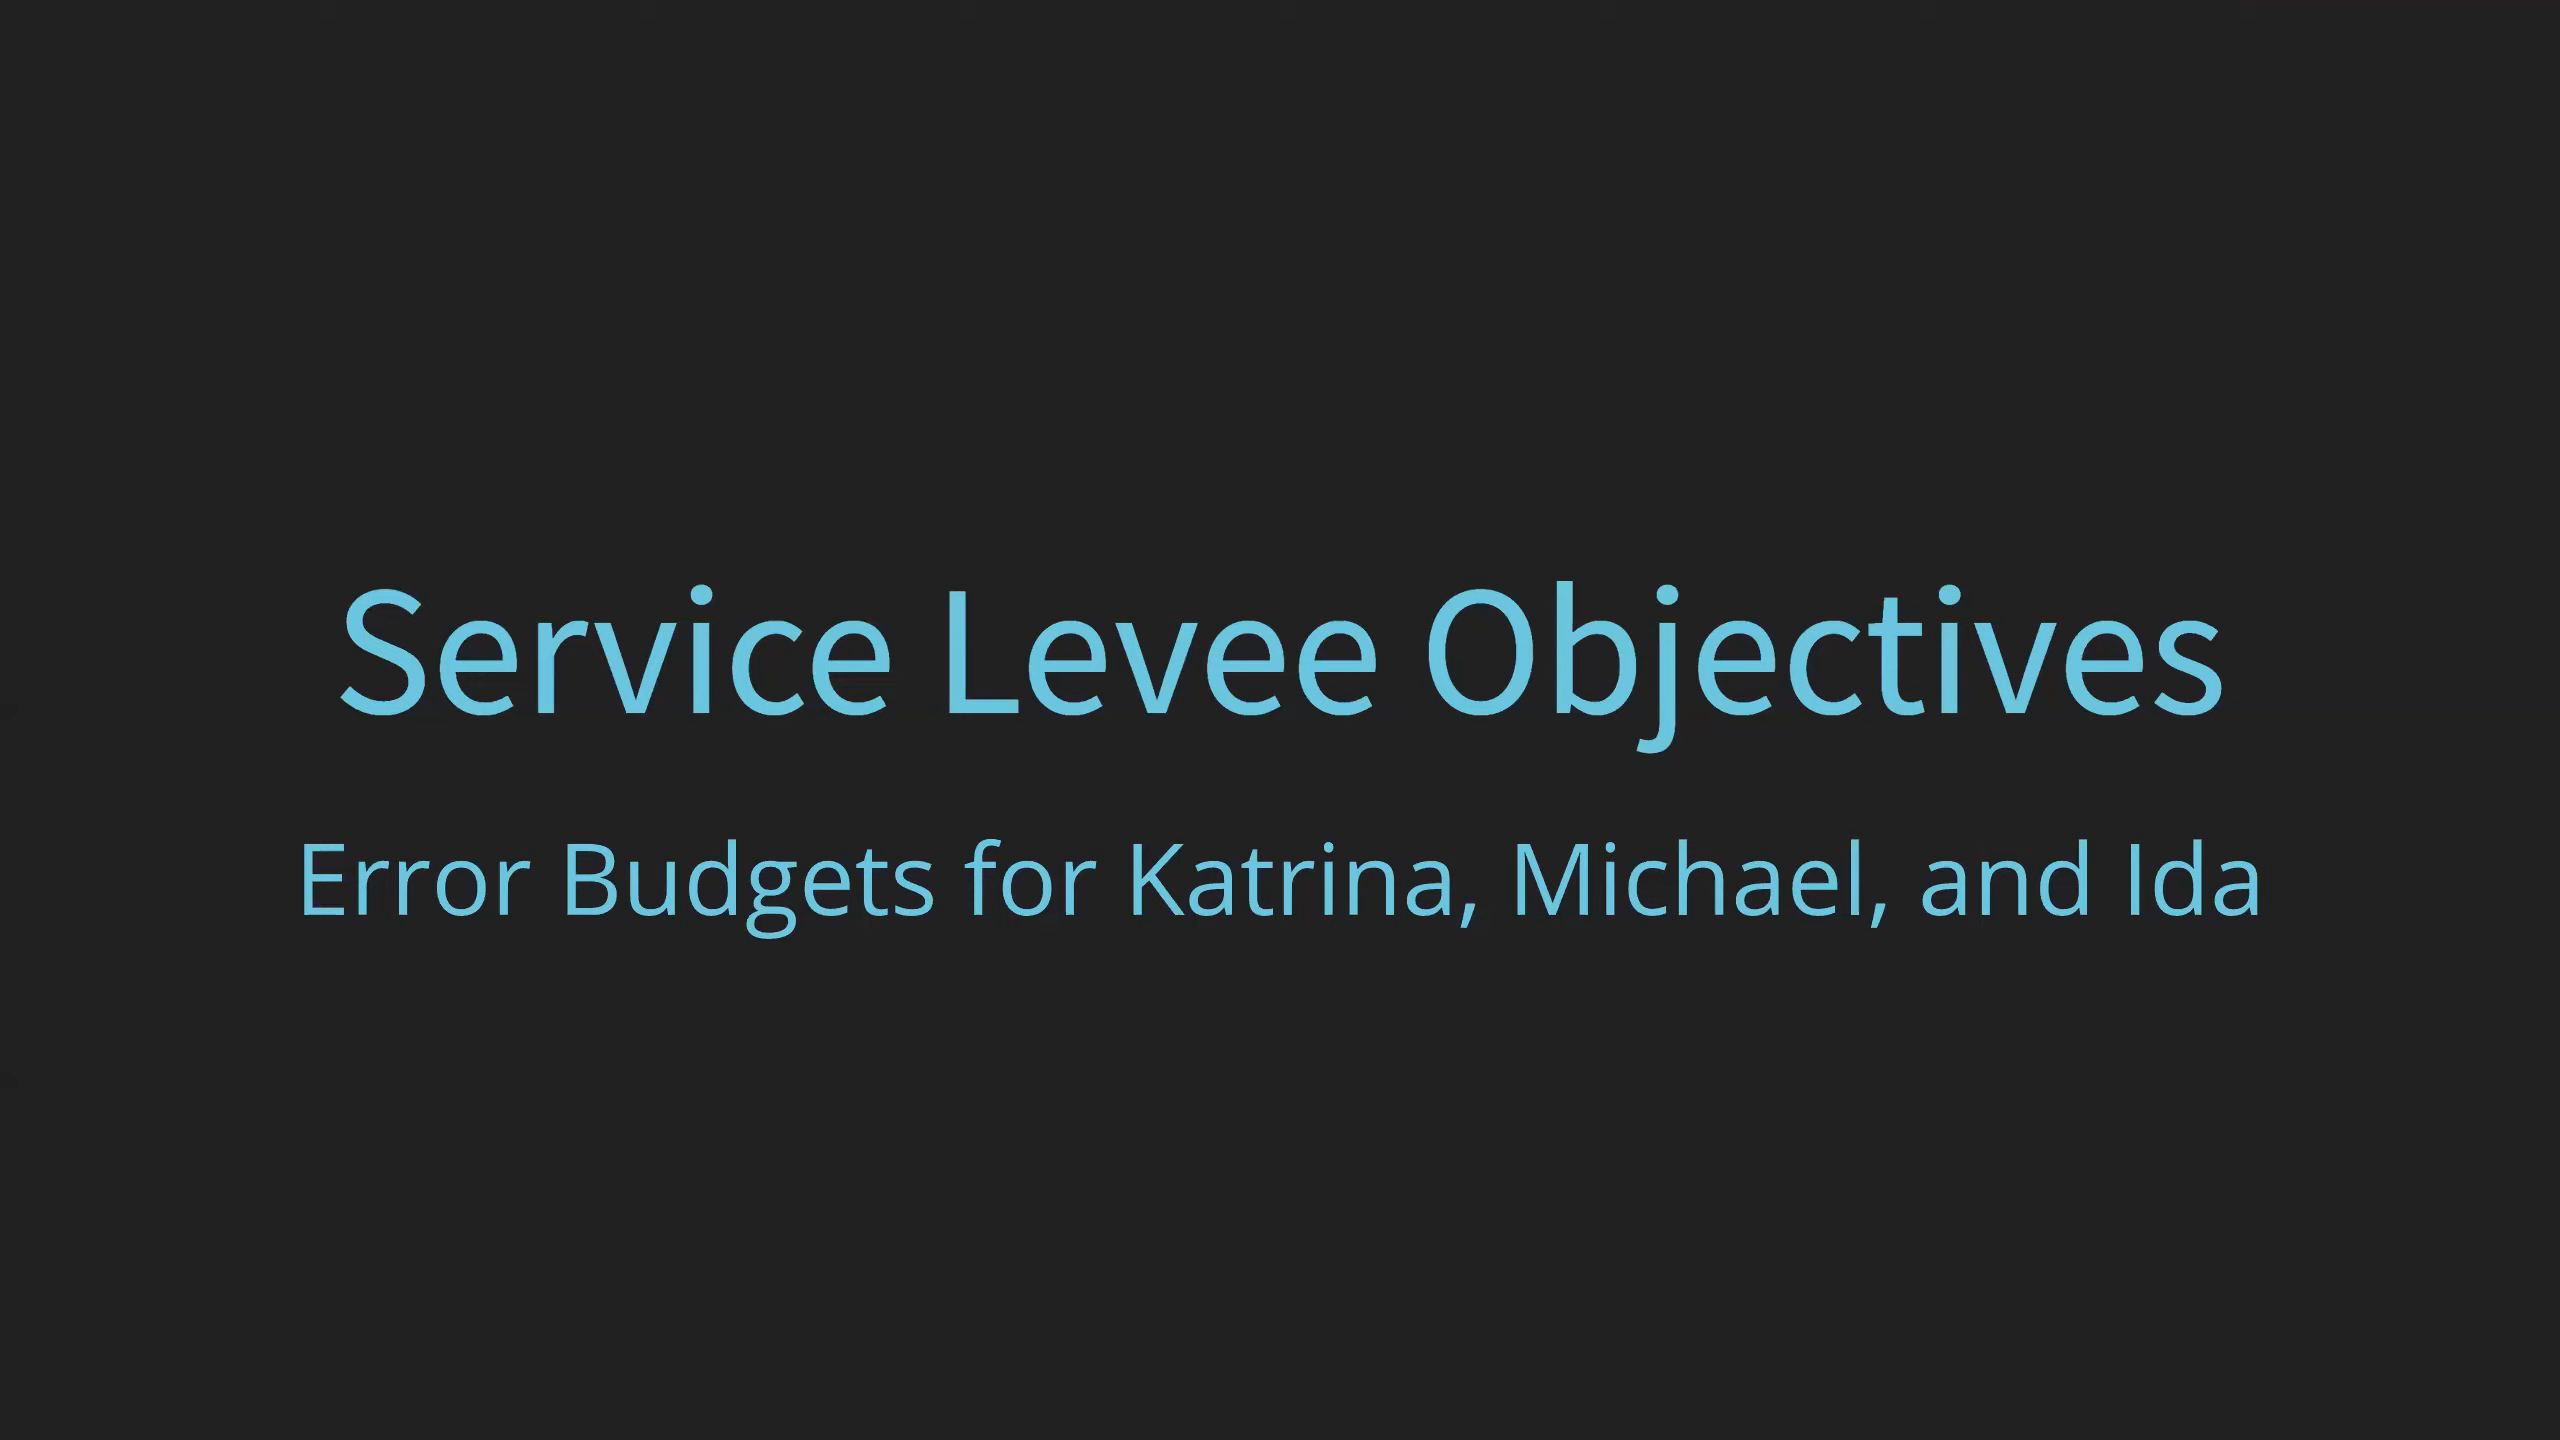 Service Levee Objectives
Error Budgets for Katrina, Michael, and Ida